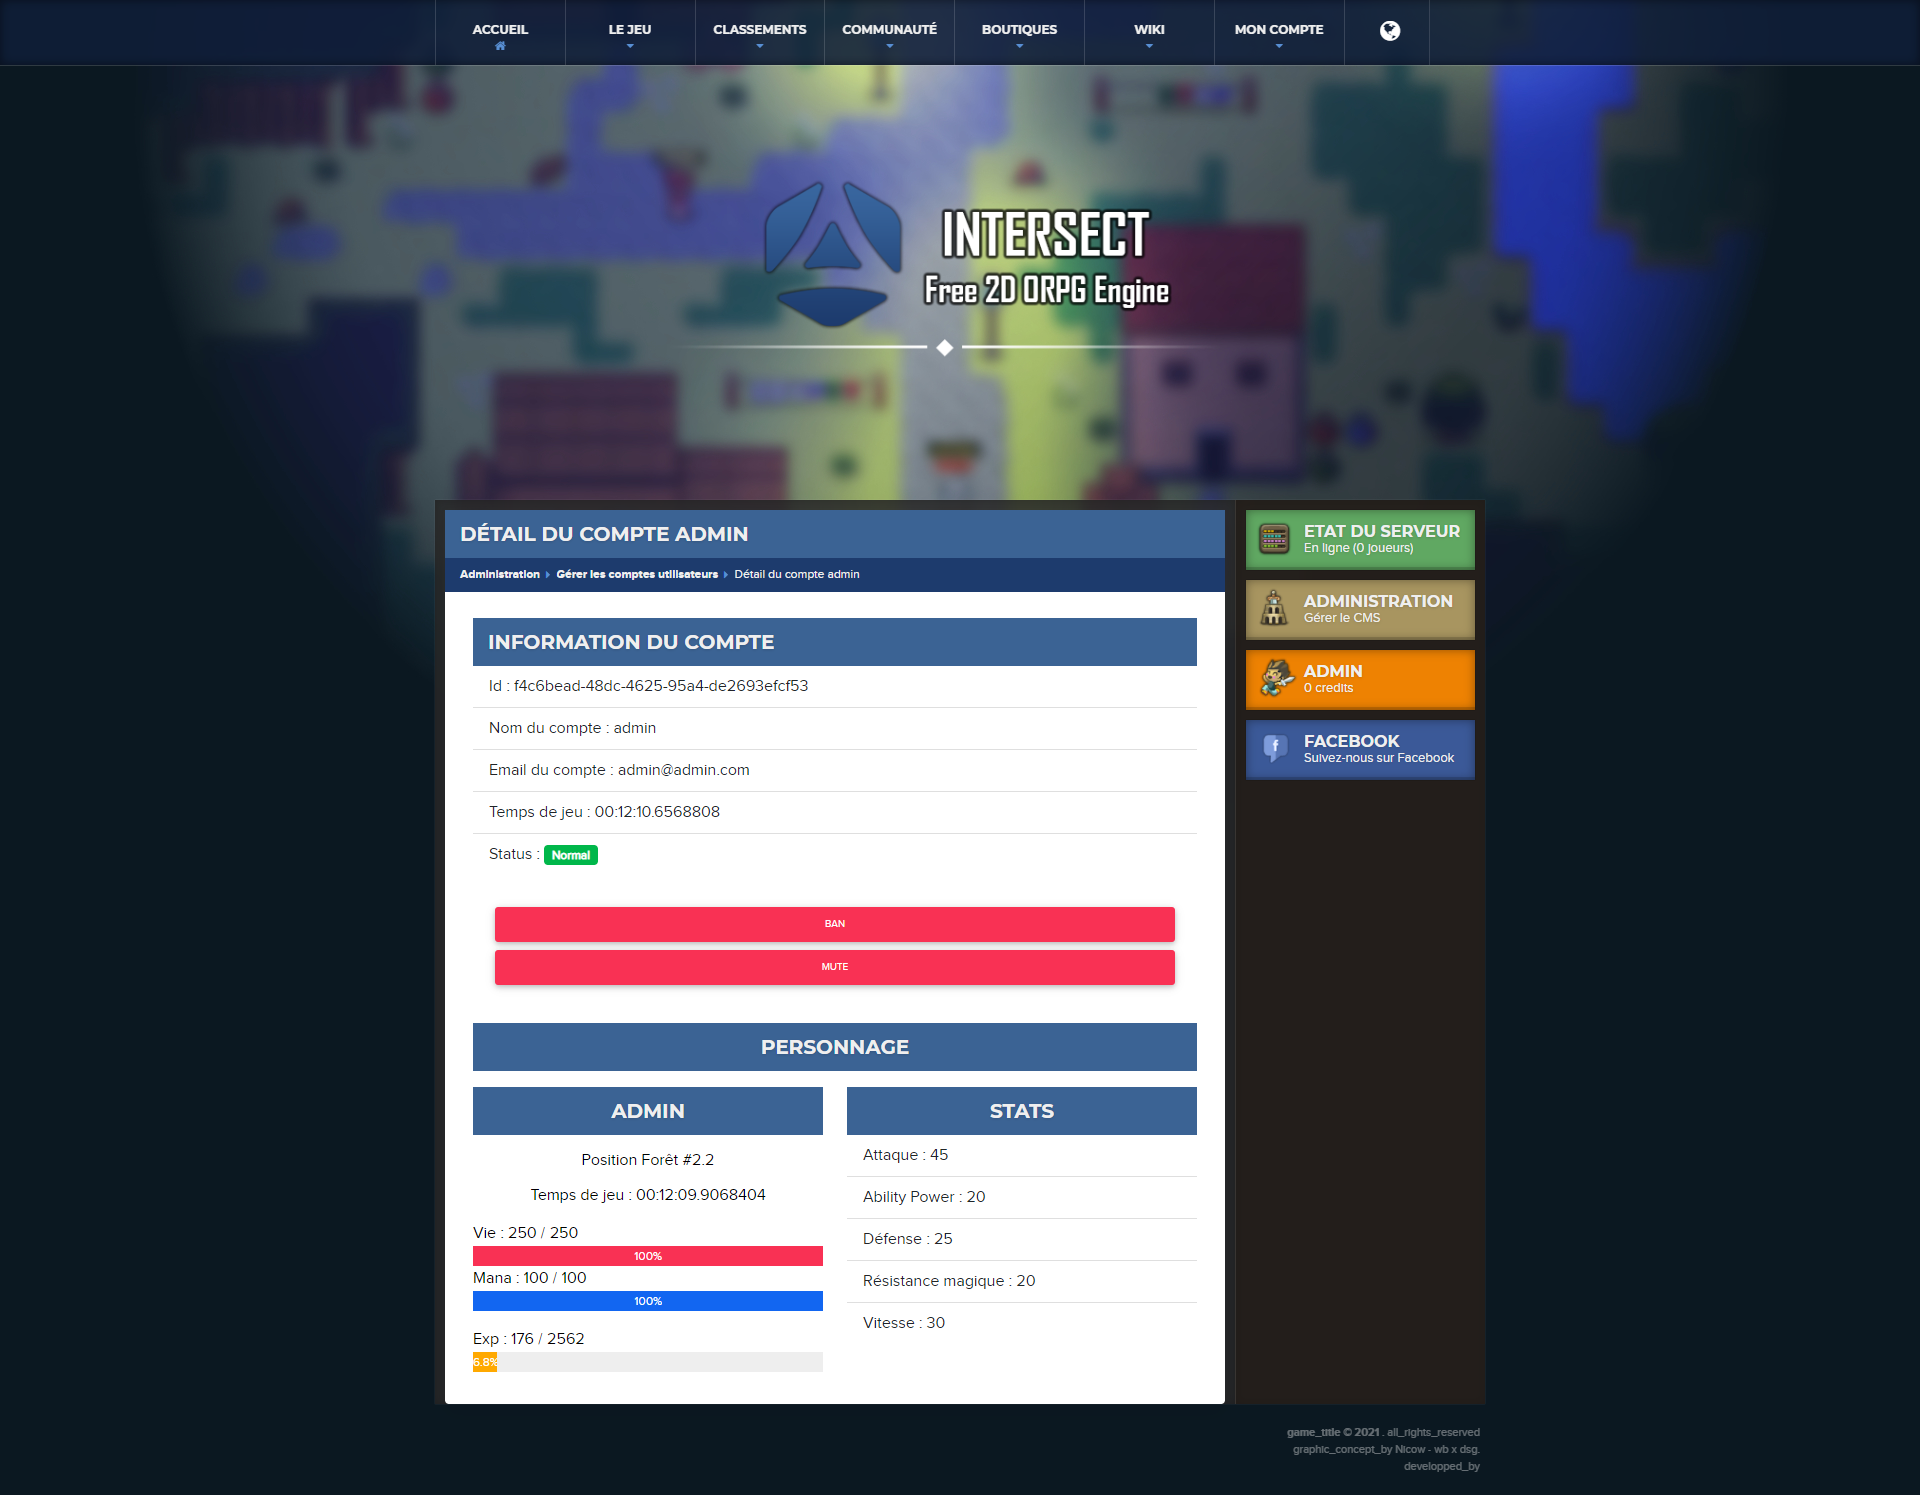 ACCUEIL
LE JEU
CLASSEMENTS
COMMUNAUTÉ
BOUTIQUES
WIKI
MON COMPTE
INTERSECT
Free 2D ORPG Engine
DÉTAIL DU COMPTE ADMIN
Administration Gérer les comptes utilisateurs Détail du compte admin
INFORMATION DU COMPTE
Id : f4c6bead-48dc-4625-95a4-de2693efcf53
Nom du compte : admin
Email du compte : admin@admin.com
Temps de jeu : 00:12:10.6568808
Status : Normal
BAN
MUTE
PERSONNAGE
ADMIN
Position Forêt #2.2
Temps de jeu : 00:12:09.9068404
Vie : 250 / 250
100%
Mana : 100 / 100
100%
Exp : 176 / 2562
6.8%
STATS
Attaque : 45
Ability Power : 20
Défense : 25
Résistance magique : 20
Vitesse : 30
ETAT DU SERVEUR
En ligne (0 joueurs)
ADMINISTRATION
Gérer le CMS
ADMIN
0 credits
FACEBOOK
Suivez-nous sur Facebook
game_title © 2021 . all_rights_reserved
graphic_concept_by Nicow - wb x dsg.
developped_by